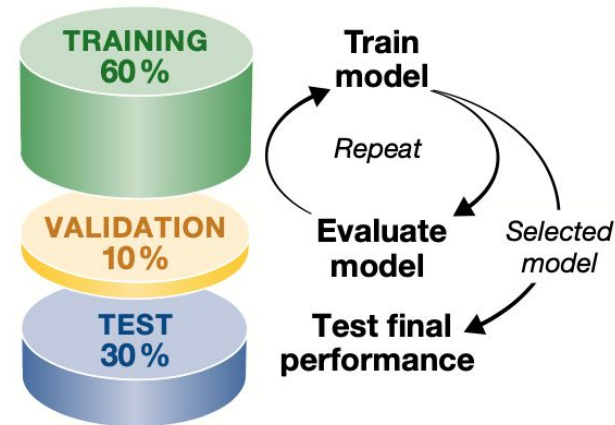 TRAINING
60%
Train
model
Repeat
VALIDATION
10%
Evaluate
model
Selected
model
TEST
30%
Test final
performance